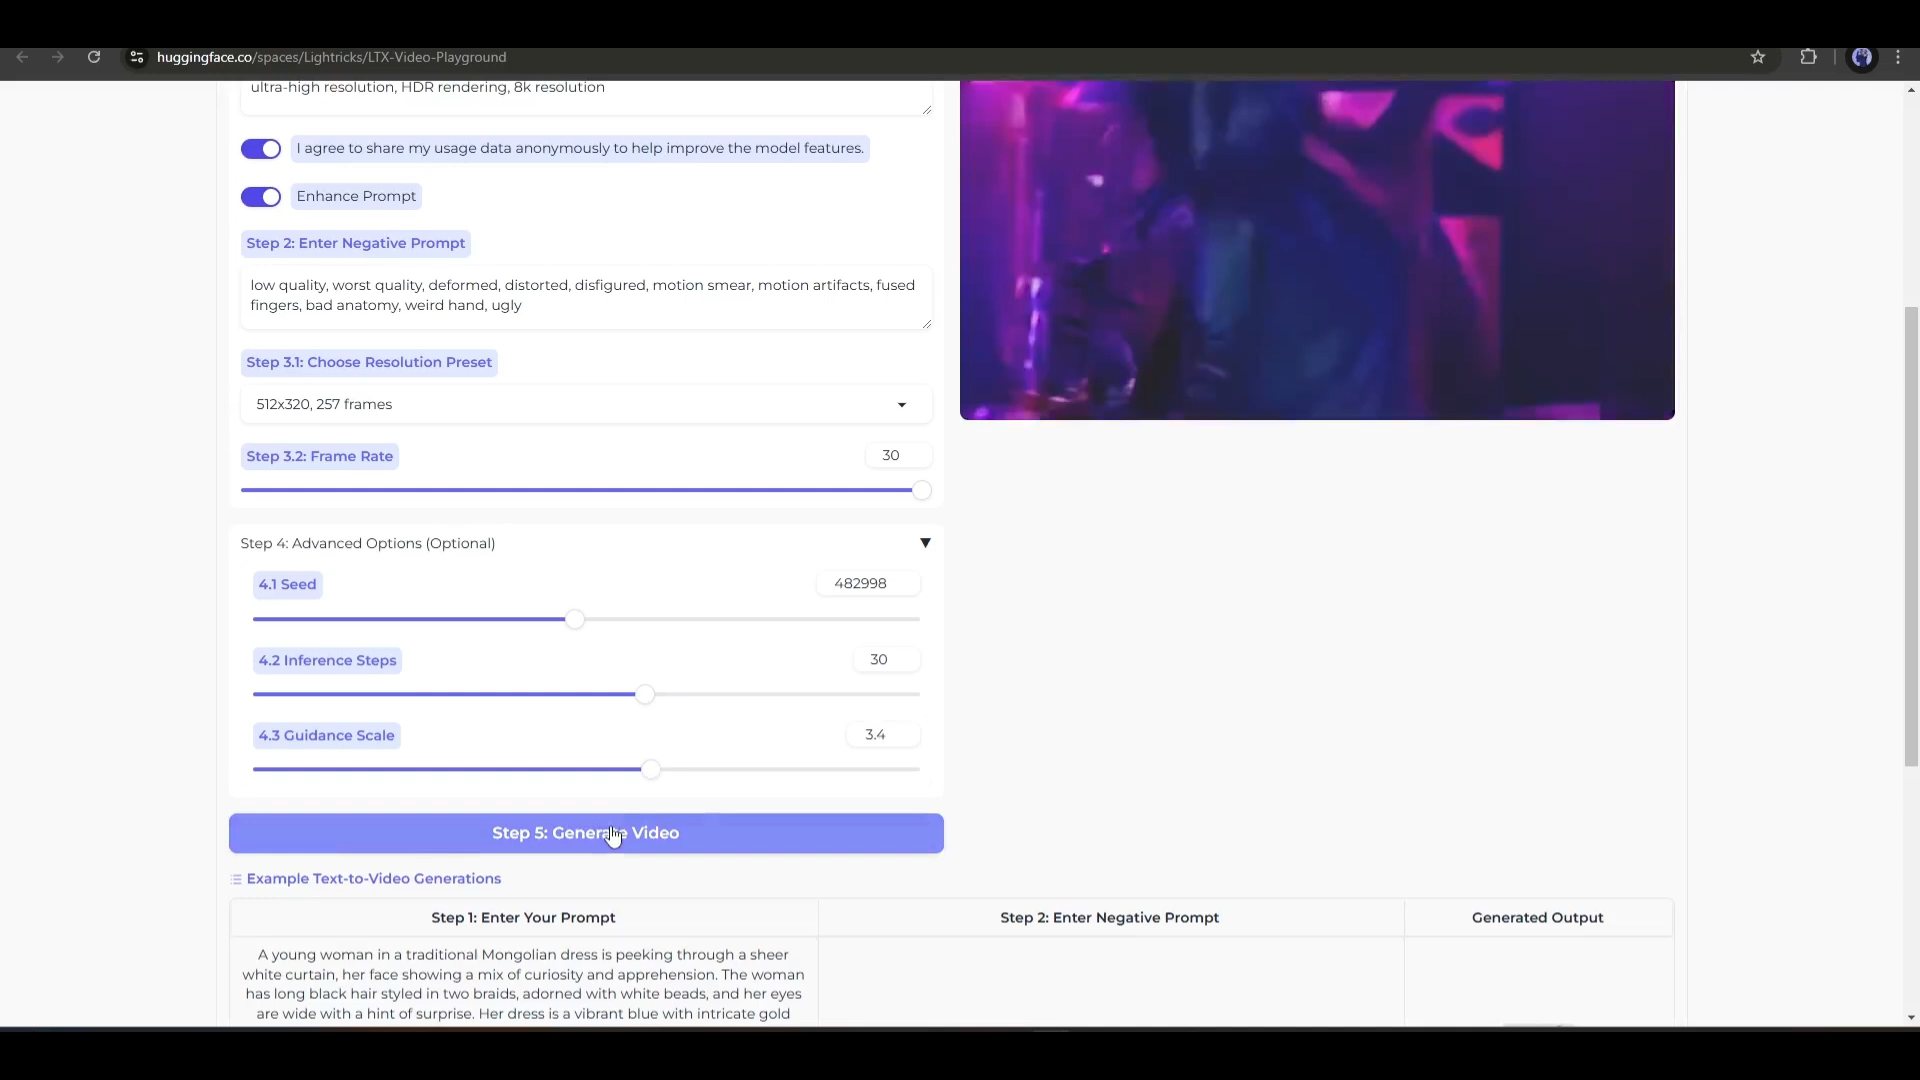 huggingface.co/spaces/Lightricks/LTX-Video-Playground
ultra-high resolution, HDR rendering, 8k resolution
I agree to share my usage data anonymously to help improve the model features.
Enhance Prompt
Step 2: Enter Negative Prompt
low quality, worst quality, deformed, distorted, disfigured, motion smear, motion artifacts, fused
fingers, bad anatomy, weird hand, ugly
Step 3.1: Choose Resolution Preset
512x320, 257 frames
Step 3.2: Frame Rate
30
Step 4: Advanced Options (Optional)
4.1 Seed
482998
4.2 Inference Steps
30
4.3 Guidance Scale
3.4
Step 5: Generate Video
Example Text-to-Video Generations
Step 1: Enter Your Prompt
Step 2: Enter Negative Prompt
Generated Output
A young woman in a traditional Mongolian dress is peeking through a sheer
white curtain, her face showing a mix of curiosity and apprehension. The woman
has long black hair styled in two braids, adorned with white beads, and her eyes
are wide with a hint of surprise. Her dress is a vibrant blue with intricate gold